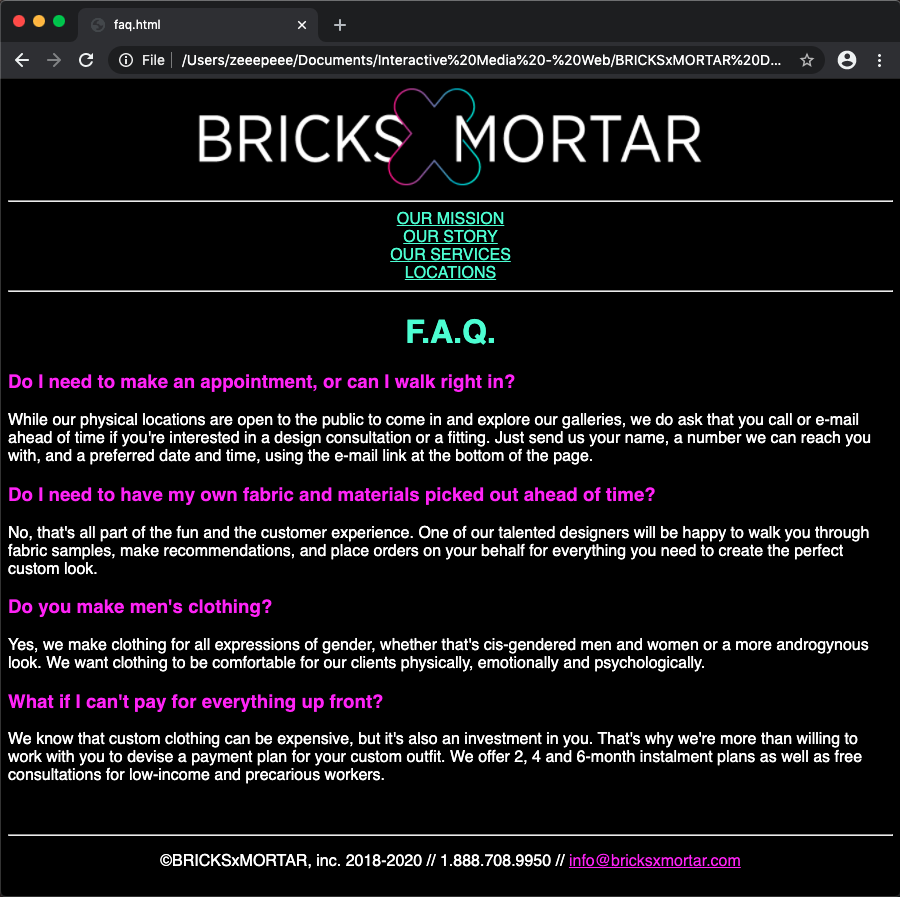 faq.html
File
/Users/zeeepeee/Documents/Interactive%20Media%20-%20Web/BRICKSxMORTAR%20D...
BRICKSXMORTAR
OUR MISSION
OUR STORY
OUR SERVICES
LOCATIONS
F.A.Q.
Do I need to make an appointment, or can I walk right in?
While our physical locations are open to the public to come in and explore our galleries, we do ask that you call or e-mail
ahead of time if you're interested in a design consultation or a fitting. Just send us your name, a number we can reach you
with, and a preferred date and time, using the e-mail link at the bottom of the page.
Do I need to have my own fabric and materials picked out ahead of time?
No, that's all part of the fun and the customer experience. One of our talented designers will be happy to walk you through
fabric samples, make recommendations, and place orders on your behalf for everything you need to create the perfect
custom look.
Do you make men's clothing?
Yes, we make clothing for all expressions of gender, whether that's cis-gendered men and women or a more androgynous
look. We want clothing to be comfortable for our clients physically, emotionally and psychologically.
What if I can't pay for everything up front?
We know that custom clothing can be expensive, but it's also an investment in you. That's why we're more than willing to
work with you to devise a payment plan for your custom outfit. We offer 2, 4 and 6-month instalment plans as well as free
consultations for low-income and precarious workers.
©BRICKSxMORTAR, inc. 2018-2020 // 1.888.708.9950 // info@bricksxmortar.com